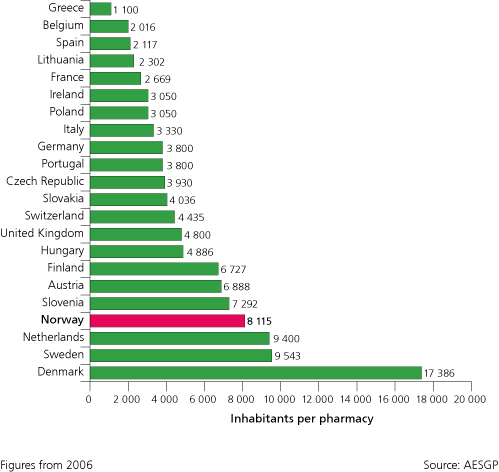 Greece 1 100
Belgium 2 016
Spain 2 117
Lithuania 2 302
France 2 669
Ireland 3 050
Poland 3 050
Italy 3 330
Germany 3 800
Portugal 3 800
Czech Republic 3 930
Slovakia 4 036
Switzerland 4 435
United Kingdom 4 800
Hungary 4 886
Finland 6 727
Austria 6 888
Slovenia 7 292
Norway 8 115
Netherlands 9 400
Sweden 9 543
Denmark 17 386
0 2 000 4 000 6 000 8 000 10 000 12 000 14 000 16 000 18 000 20 000
Inhabitants per pharmacy
Figures from 2006 Source: AESGP